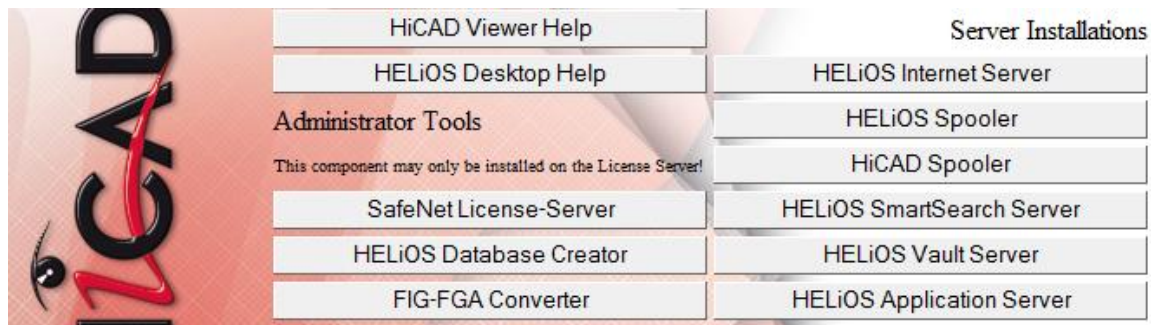 HiCAD
HiCAD Viewer Help
HELiOS Desktop Help
Administrator Tools
This component may only be installed on the License Server!
SafeNet License-Server
HELiOS Database Creator
FIG-FGA Converter
Server Installations
HELiOS Internet Server
HELiOS Spooler
HiCAD Spooler
HELiOS SmartSearch Server
HELiOS Vault Server
HELiOS Application Server